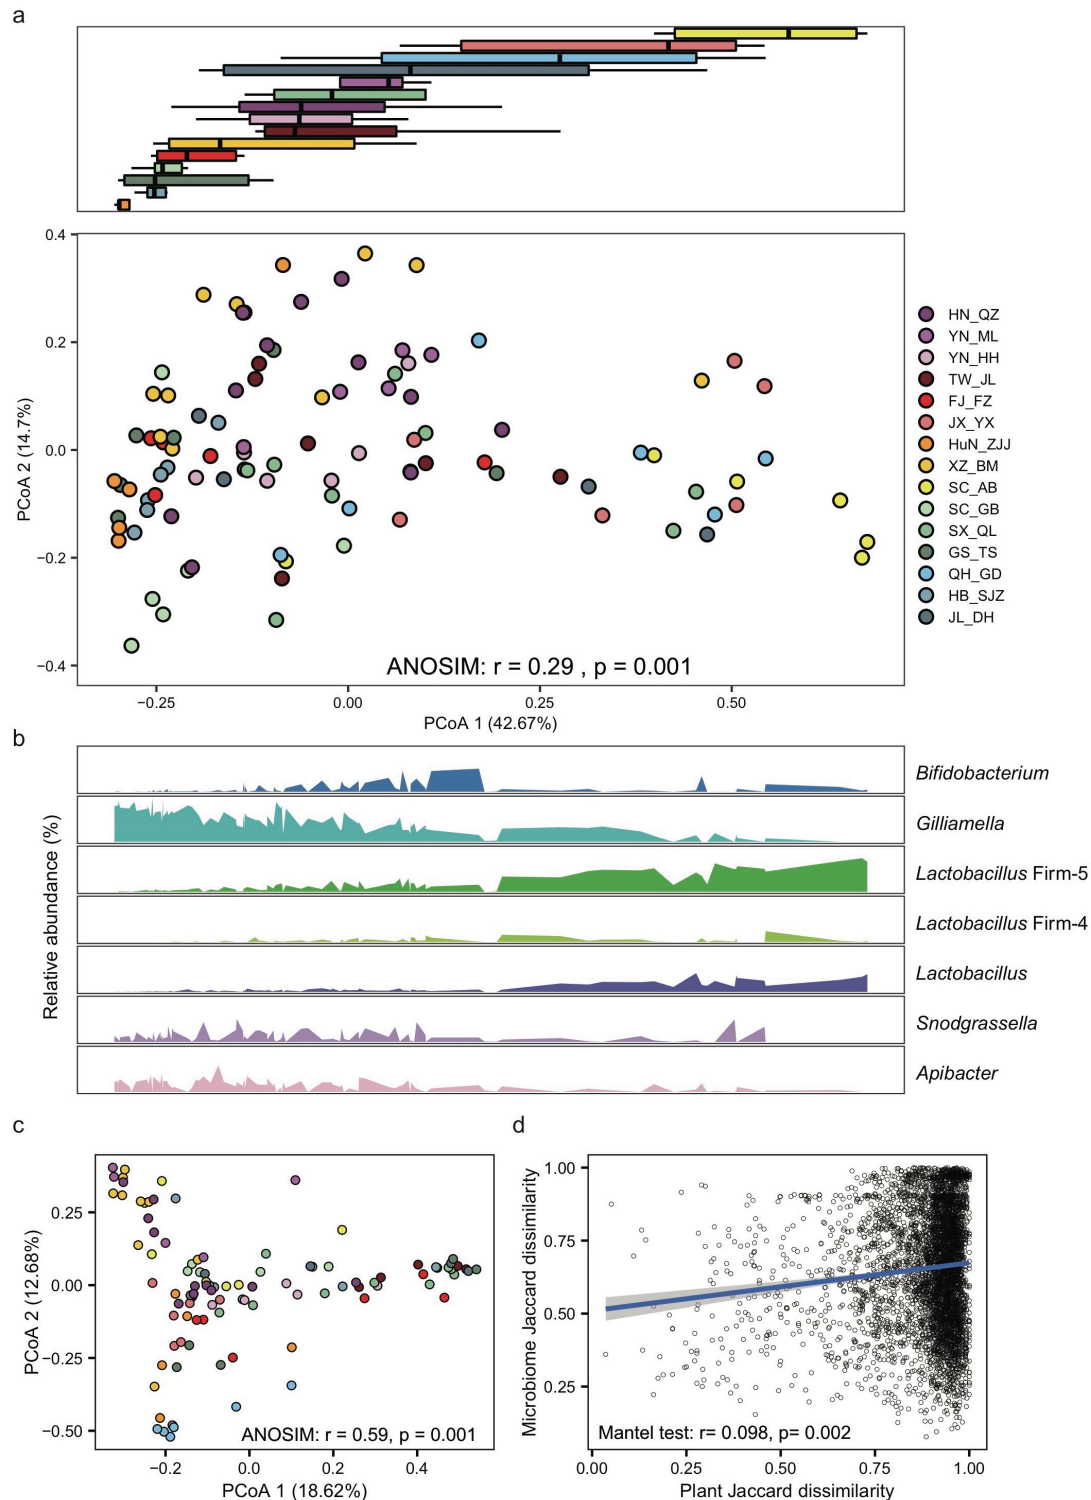 a
0.4
0.2
0.0
−0.2
−0.4
PCoA 2 (14.7%)
ANOSIM: r = 0.29 , p = 0.001
−0.25
0.00
0.25
0.50
PCoA 1 (42.67%)
HN_QZ
YN_ML
YN_HH
TW_JL
FJ_FZ
JX_YX
HuN_ZJJ
XZ_BM
SC_AB
SC_GB
SX_QL
GS_TS
QH_GD
HB_SJZ
JL_DH
b
Relative abundance (%)
Bifidobacterium
Gilliamella
Lactobacillus Firm-5
Lactobacillus Firm-4
Lactobacillus
Snodgrassella
Apibacter
c
PCoA 2 (12.68%)
0.25
0.00
−0.25
−0.50
ANOSIM: r = 0.59, p = 0.001
−0.2
0.0
0.2
0.4
PCoA 1 (18.62%)
d
Microbiome Jaccard dissimilarity
1.00
0.75
0.50
0.25
Mantel test: r= 0.098, p= 0.002
0.00
0.25
0.50
0.75
1.00
Plant Jaccard dissimilarity